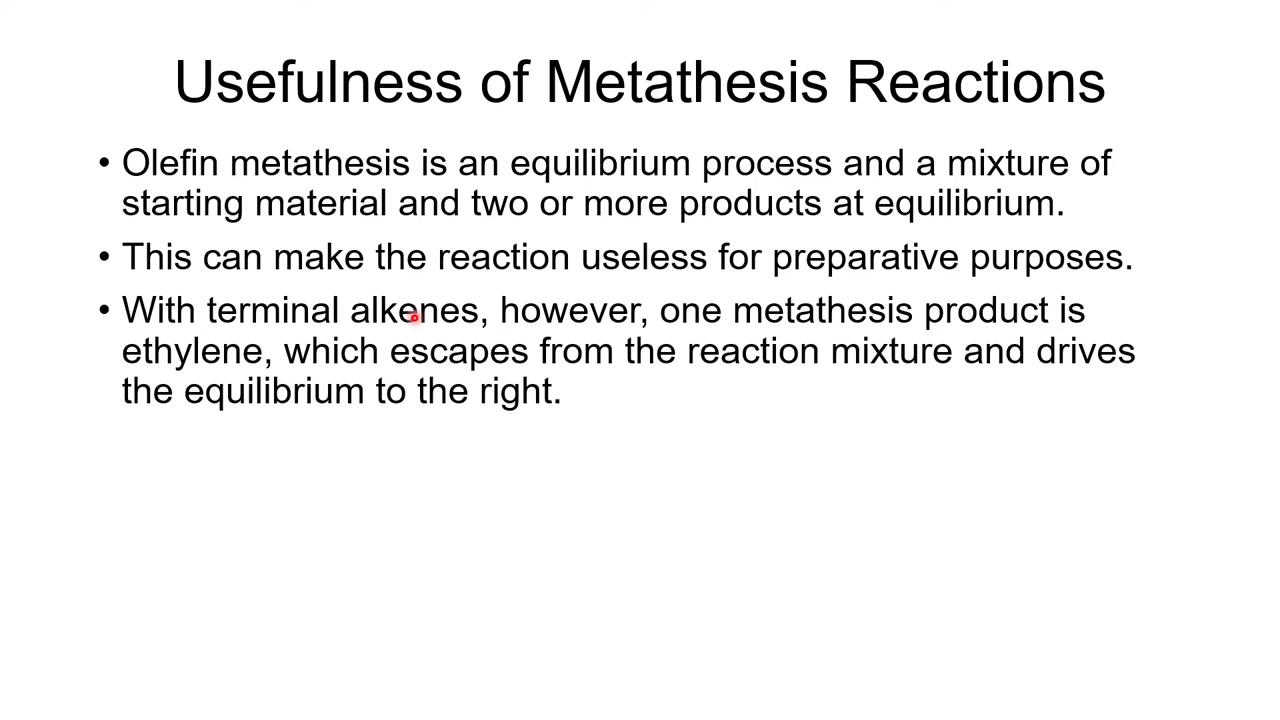 Usefulness of Metathesis Reactions
• Olefin metathesis is an equilibrium process and a mixture of
starting material and two or more products at equilibrium.
• This can make the reaction useless for preparative purposes.
• With terminal alkenes, however, one metathesis product is
ethylene, which escapes from the reaction mixture and drives
the equilibrium to the right.